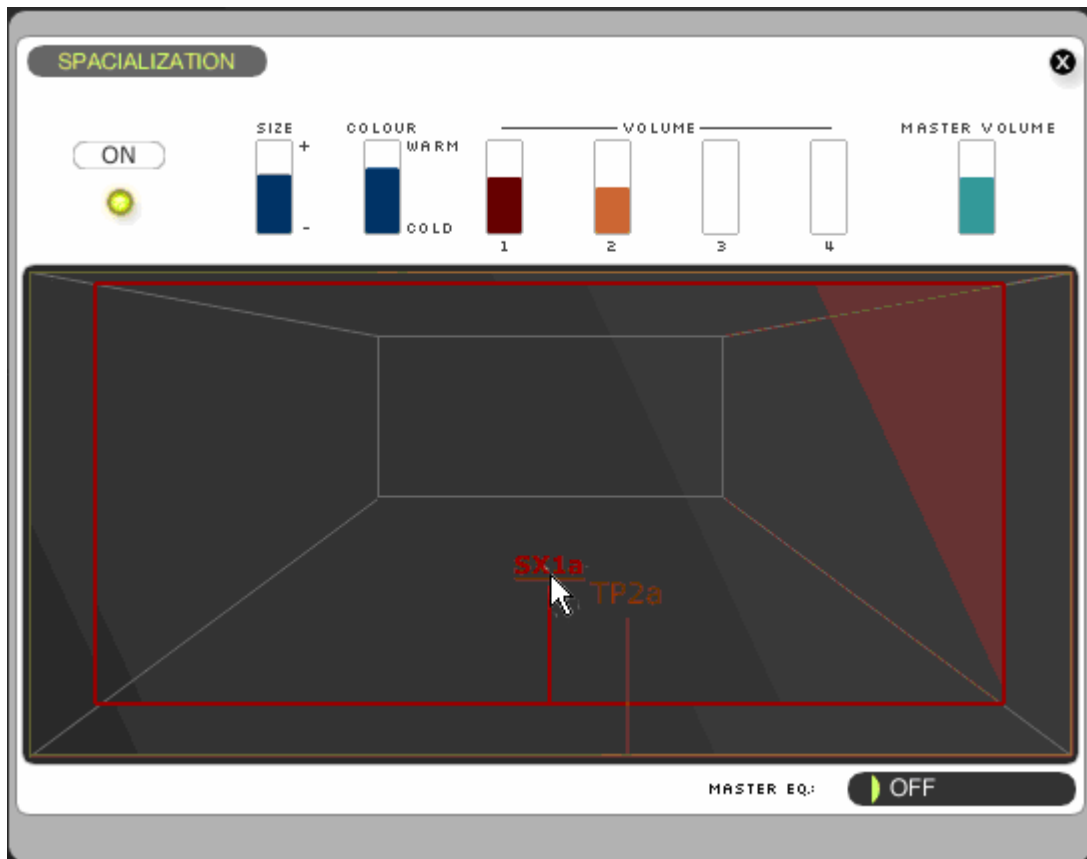 SPACIALIZATION
X
ON
SIZE
COLOUR
VOLUME
MASTER VOLUME
+
WARM
-
COLD
1
2
3
4
SX1a
TP2a
MASTER EQ.:
OFF